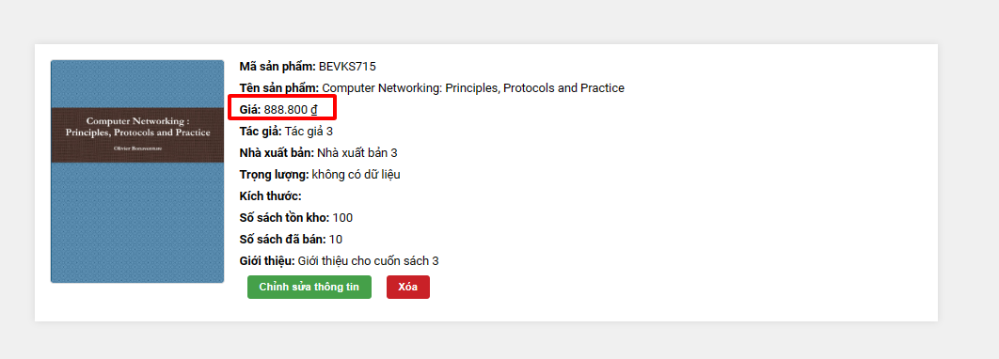 Computer Networking :
Principles, Protocols and Practice
Olivier Bonaventure
Mã sản phẩm: BEVKS715
Tên sản phẩm: Computer Networking: Principles, Protocols and Practice
Giá: 888.800 ₫
Tác giả: Tác giả 3
Nhà xuất bản: Nhà xuất bản 3
Trọng lượng: không có dữ liệu
Kích thước:
Số sách tồn kho: 100
Số sách đã bán: 10
Giới thiệu: Giới thiệu cho cuốn sách 3
Chỉnh sửa thông tin
Xóa